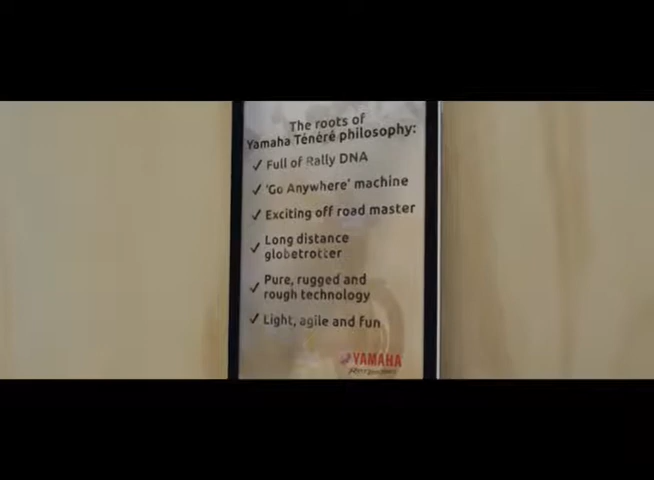 The roots of
Yamaha Ténéré philosophy:
✓ Full of Rally DNA
✓ 'Go Anywhere' machine
✓ Exciting off road master
✓ Long distance
globetrotter
✓ Pure, rugged and
rough technology
✓ Light, agile and fun
YAMAHA